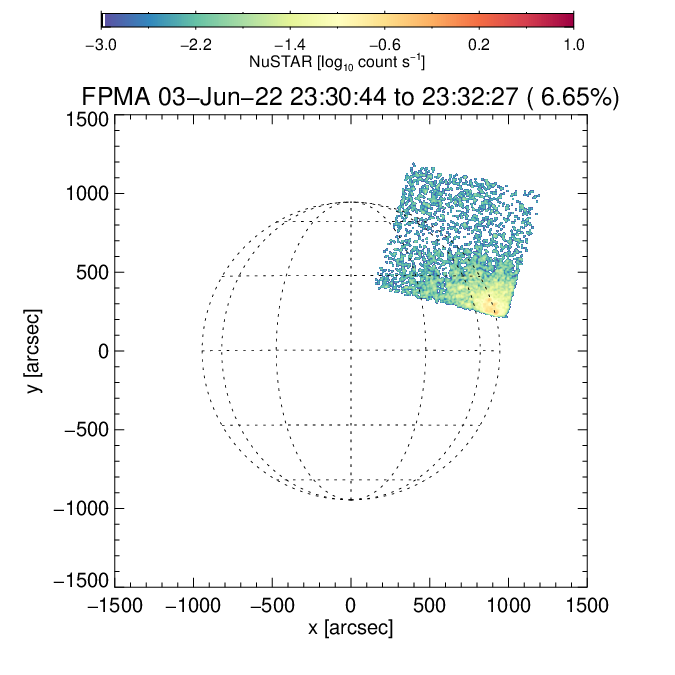 −3.0 −2.2 −1.4 −0.6 0.2 1.0
NuSTAR [log₁₀ count s⁻¹]
FPMA 03−Jun−22 23:30:44 to 23:32:27 ( 6.65%)
1500
1000
500
0
−500
−1000
−1500
y [arcsec]
−1500 −1000 −500 0 500 1000 1500
x [arcsec]